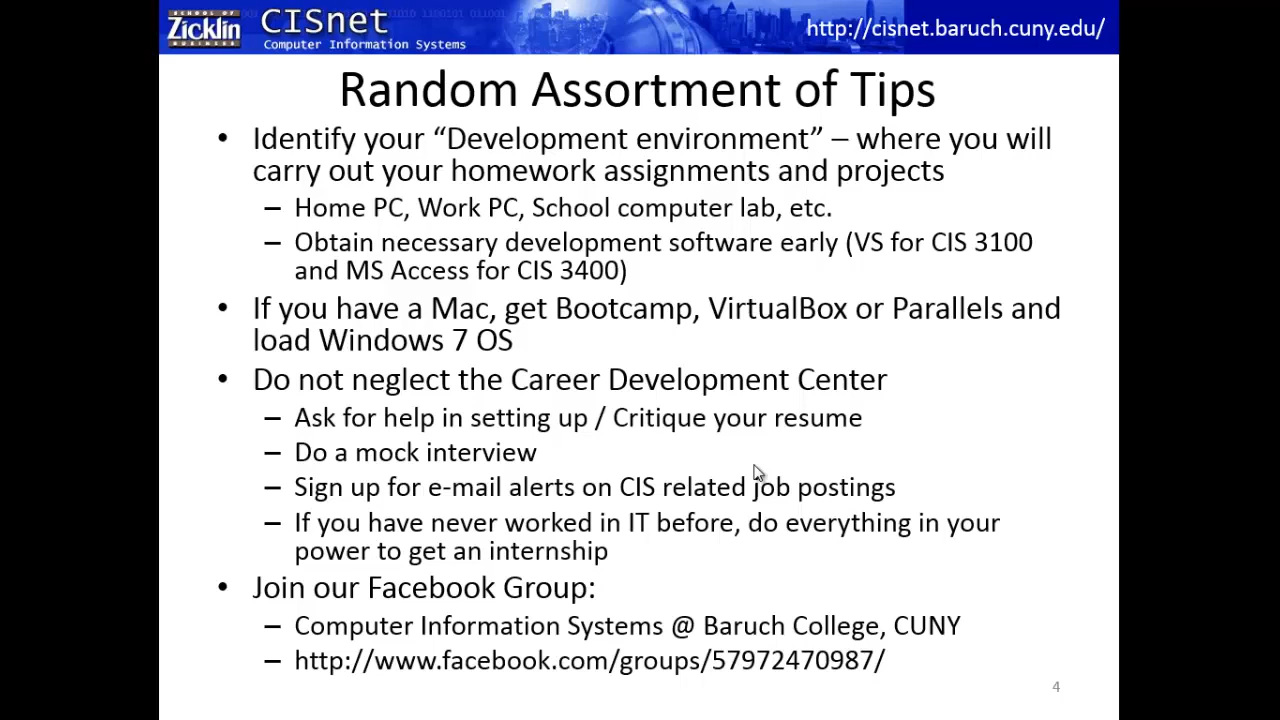 SCHOOL OF
Zicklin
BUSINESS
CISnet
Computer Information Systems
http://cisnet.baruch.cuny.edu/
Random Assortment of Tips
• Identify your “Development environment” – where you will
carry out your homework assignments and projects
– Home PC, Work PC, School computer lab, etc.
– Obtain necessary development software early (VS for CIS 3100
and MS Access for CIS 3400)
• If you have a Mac, get Bootcamp, VirtualBox or Parallels and
load Windows 7 OS
• Do not neglect the Career Development Center
– Ask for help in setting up / Critique your resume
– Do a mock interview
– Sign up for e-mail alerts on CIS related job postings
– If you have never worked in IT before, do everything in your
power to get an internship
• Join our Facebook Group:
– Computer Information Systems @ Baruch College, CUNY
– http://www.facebook.com/groups/57972470987/
4